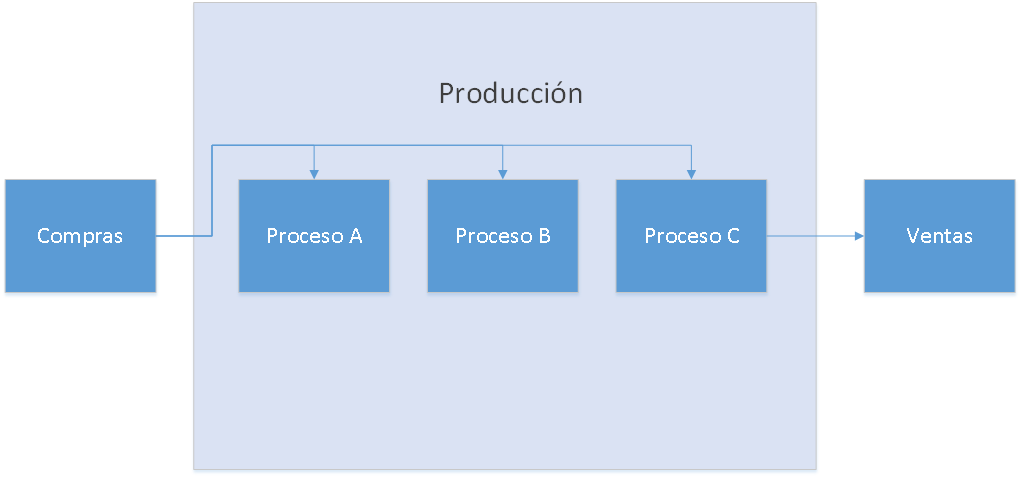 Producción
Compras
Proceso A
Proceso B
Proceso C
Ventas